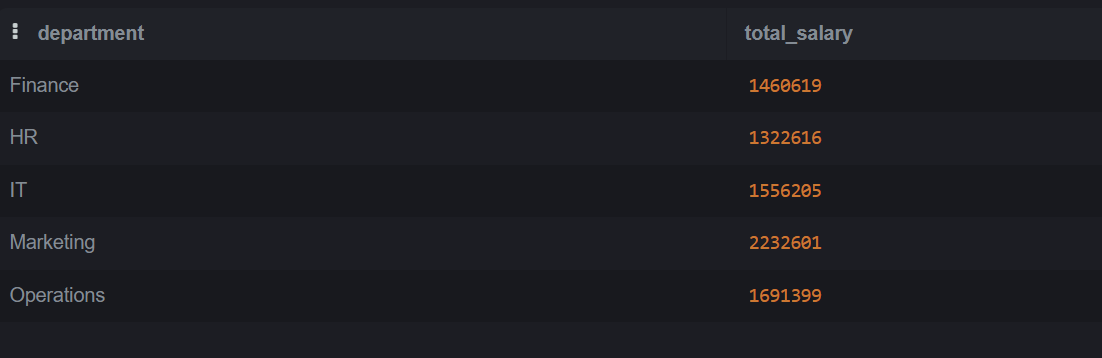 department total_salary
Finance 1460619
HR 1322616
IT 1556205
Marketing 2232601
Operations 1691399